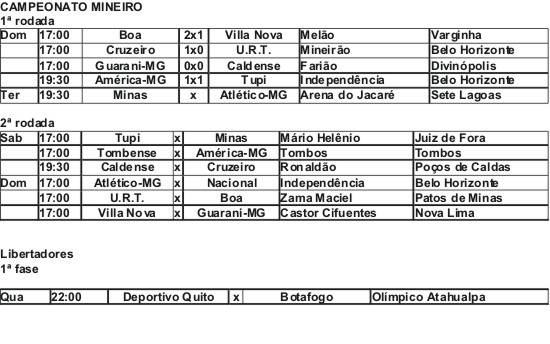 CAMPEONATO MINEIRO
1ª rodada
Dom 17:00 Boa 2x1 Villa Nova Melão Varginha
17:00 Cruzeiro 1x0 U.R.T. Mineirão Belo Horizonte
17:00 Guarani-MG 0x0 Caldense Farião Divinópolis
19:30 América-MG 1x1 Tupi Independência Belo Horizonte
Ter 19:30 Minas x Atlético-MG Arena do Jacaré Sete Lagoas
2ª rodada
Sab 17:00 Tupi x Minas Mário Helênio Juiz de Fora
17:00 Tombense x América-MG Tombos Tombos
19:30 Caldense x Cruzeiro Ronaldão Poços de Caldas
Dom 17:00 Atlético-MG x Nacional Independência Belo Horizonte
17:00 U.R.T. x Boa Zama Maciel Patos de Minas
17:00 Villa Nova x Guarani-MG Castor Cifuentes Nova Lima
Libertadores
1ª fase
Qua 22:00 Deportivo Quito x Botafogo Olímpico Atahualpa